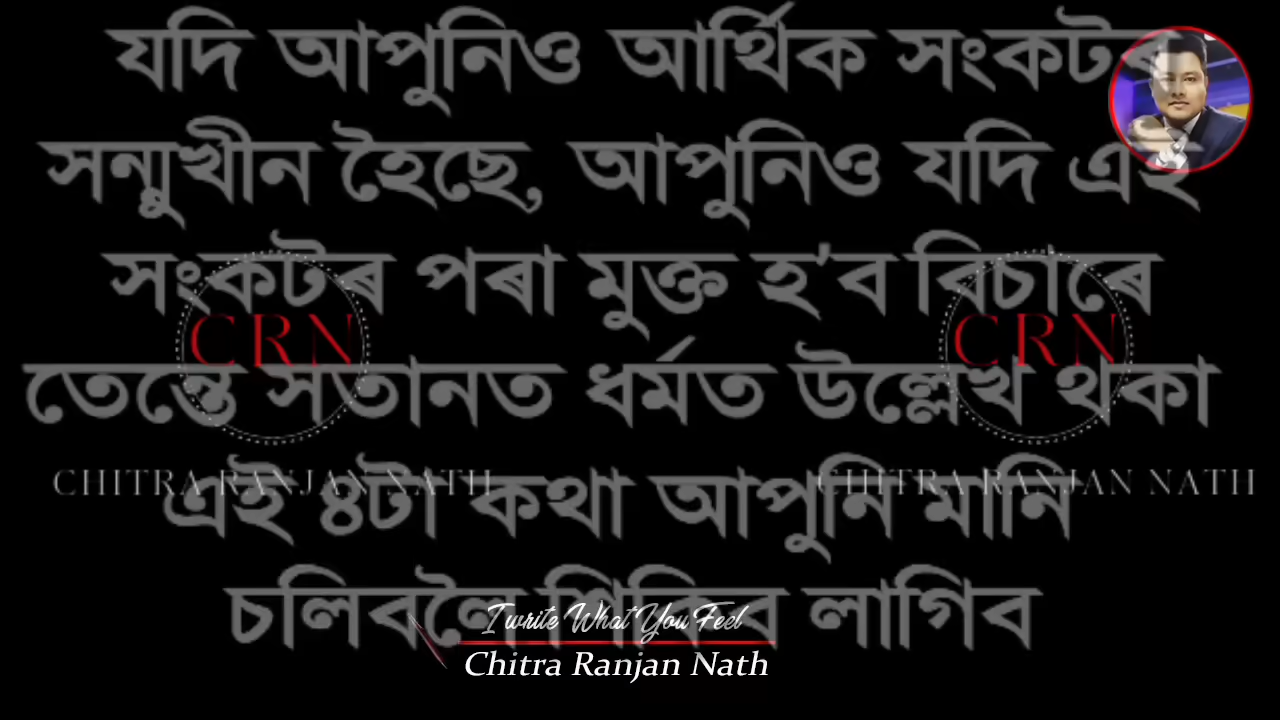 যদি আপুনিও আৰ্থিক সংকটৰ
সন্মুখীন হৈছে, আপুনিও যদি এই
সংকটৰ পৰা মুক্ত হ'ব বিচাৰে
তেন্তে সতানত ধৰ্মত উল্লেখ থকা
এই ৪টা কথা আপুনি মানি
চলিবলৈ শিকিব লাগিব
CRN
CHITRA RANJAN NATH
CRN
CHITRA RANJAN NATH
I write What You Feel
Chitra Ranjan Nath